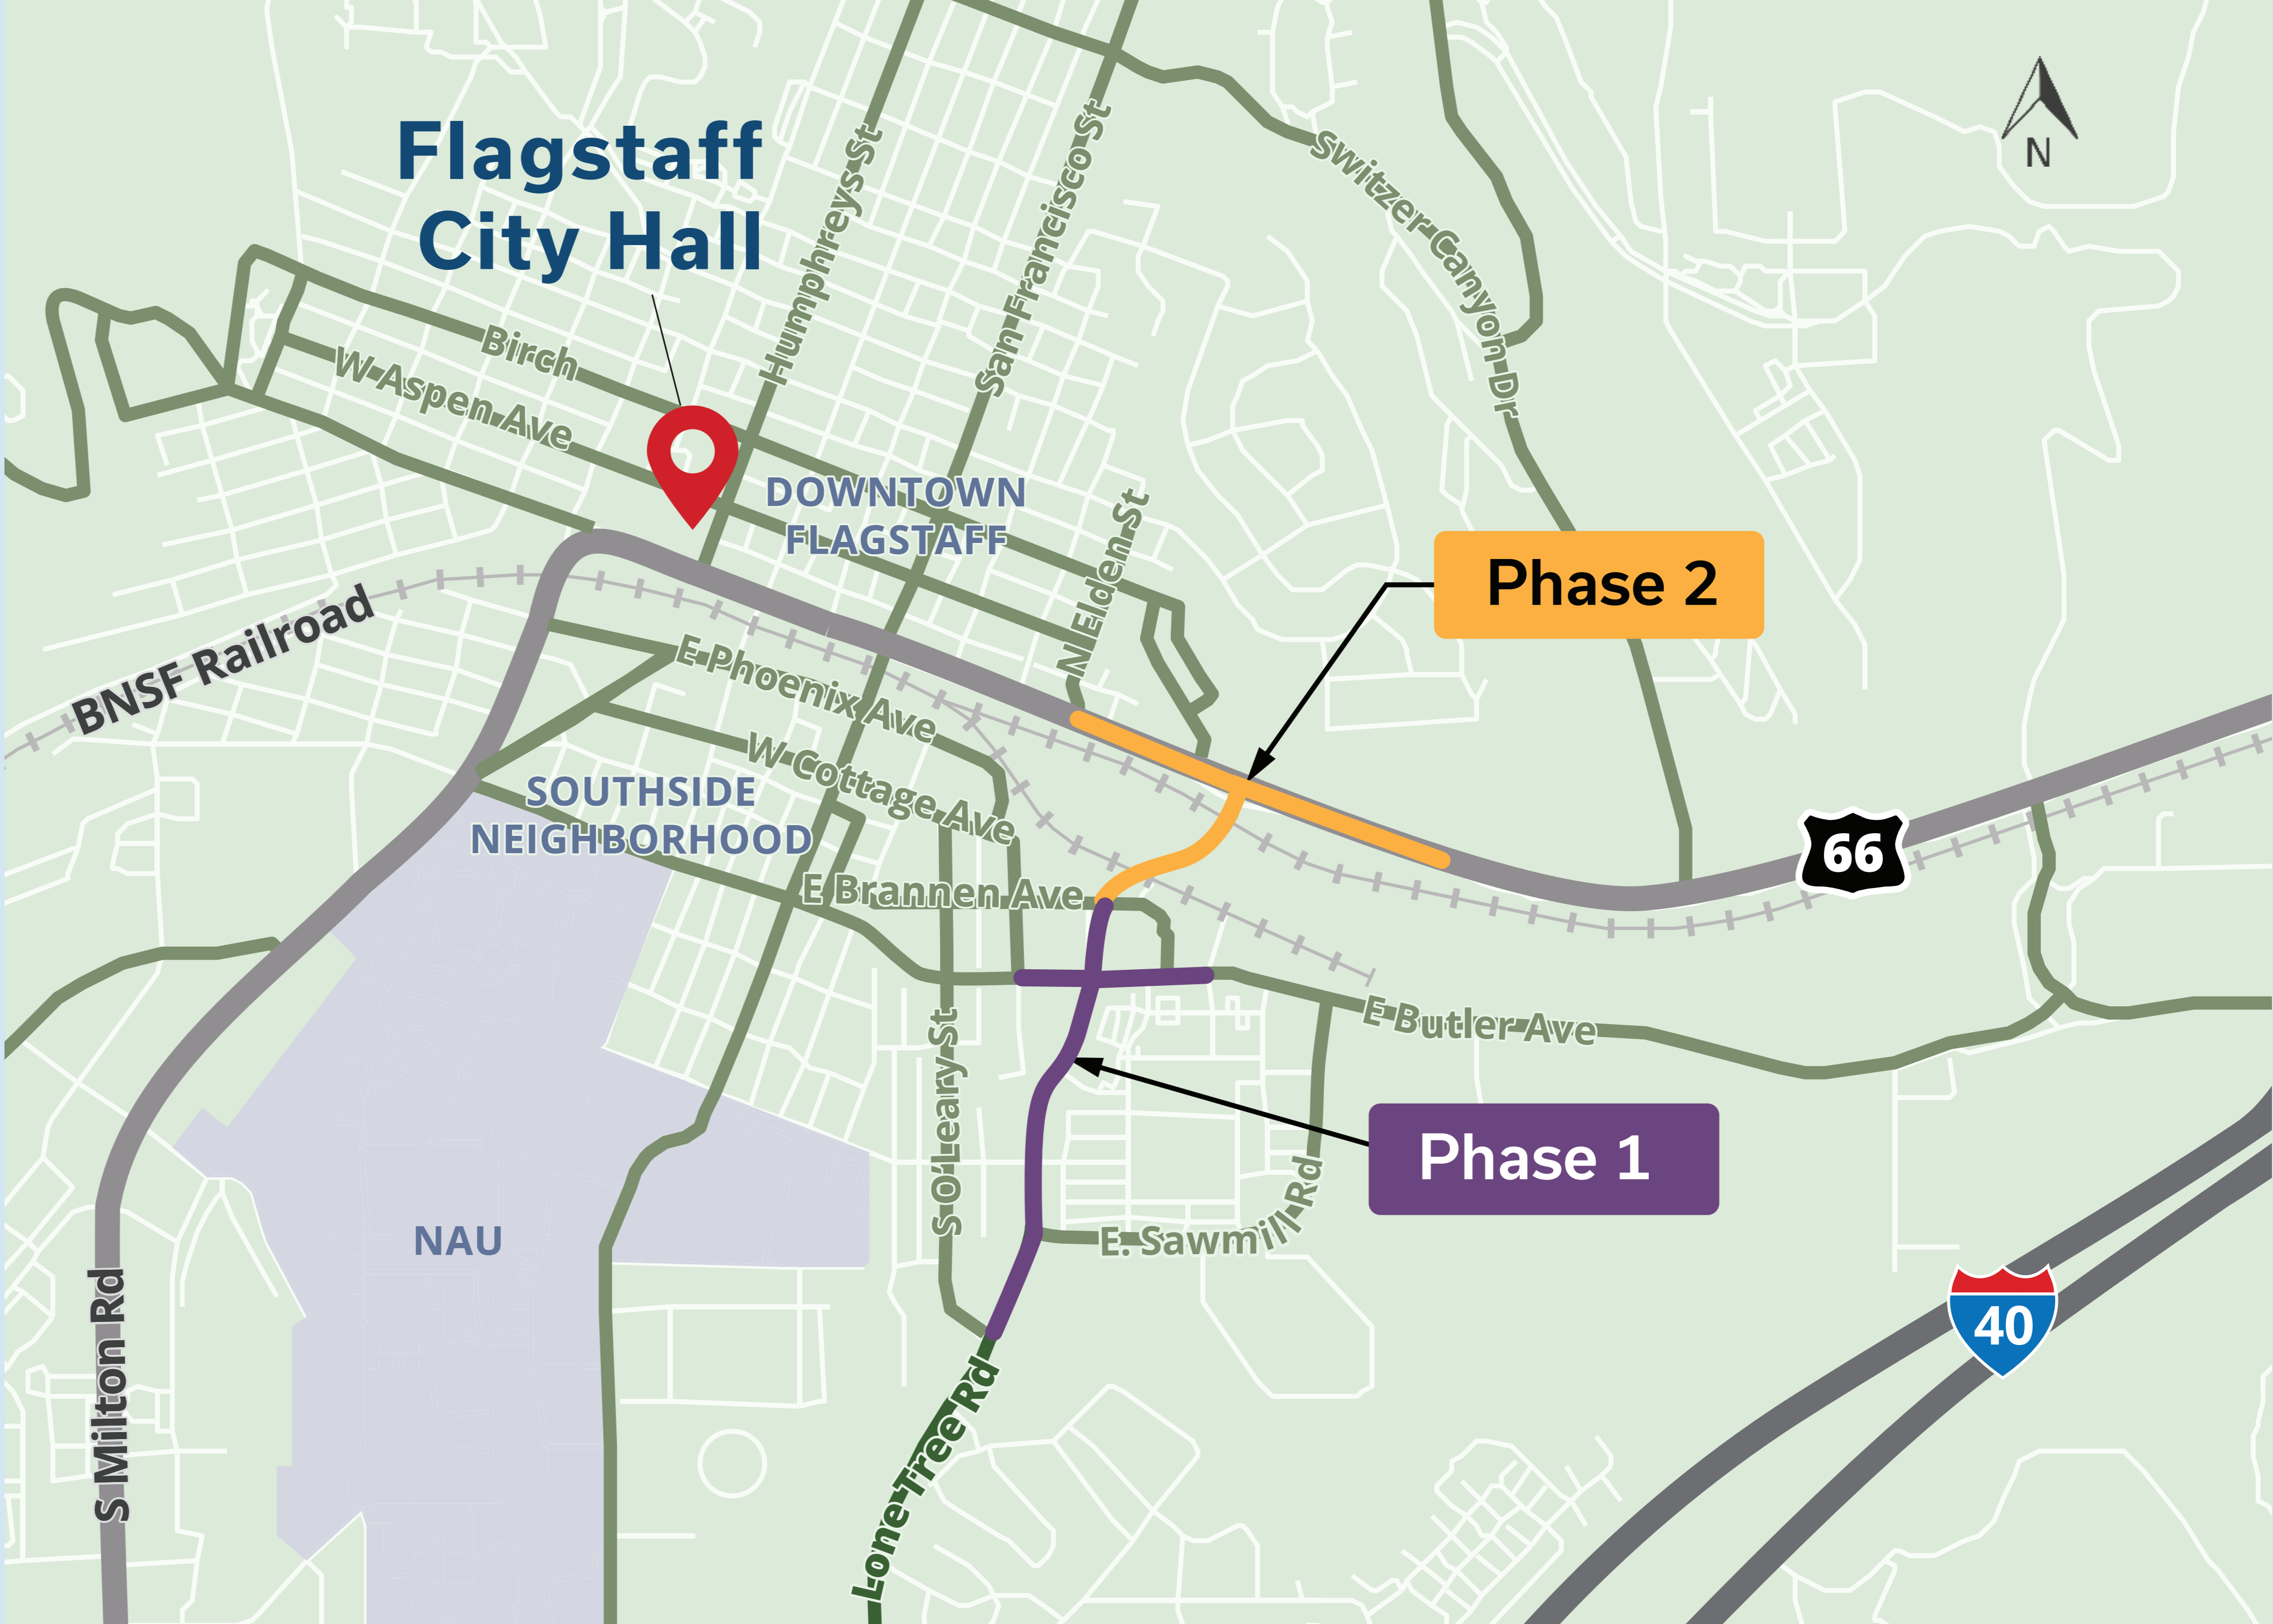 Flagstaff
City Hall
N
Humphreys St
San Francisco St
Switzer Canyon Dr
Birch
W Aspen Ave
DOWNTOWN
FLAGSTAFF
N Elden St
Phase 2
BNSF Railroad
E Phoenix Ave
W Cottage Ave
SOUTHSIDE
NEIGHBORHOOD
66
E Brannen Ave
E Butler Ave
S O'Leary St
Phase 1
E. Sawmill Rd
NAU
40
S Milton Rd
Lone Tree Rd